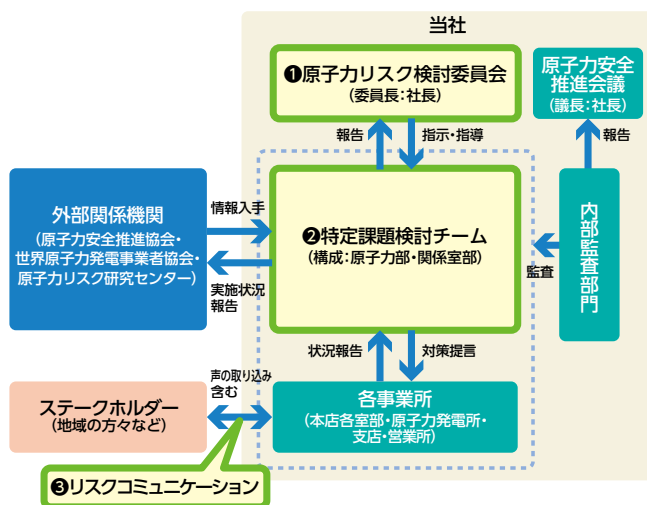 当社
❶原子力リスク検討委員会
(委員長:社長)
原子力安全
推進会議
(議長:社長)
報告
指示・指導
報告
外部関係機関
(原子力安全推進協会・
世界原子力発電事業者協会・
原子力リスク研究センター)
情報入手
実施状況
報告
❷特定課題検討チーム
(構成:原子力部・関係室部)
監査
内部監査部門
状況報告
対策提言
ステークホルダー
(地域の方々など)
声の取り込み
含む
各事業所
(本店各室部・原子力発電所・
支店・営業所)
❸リスクコミュニケーション